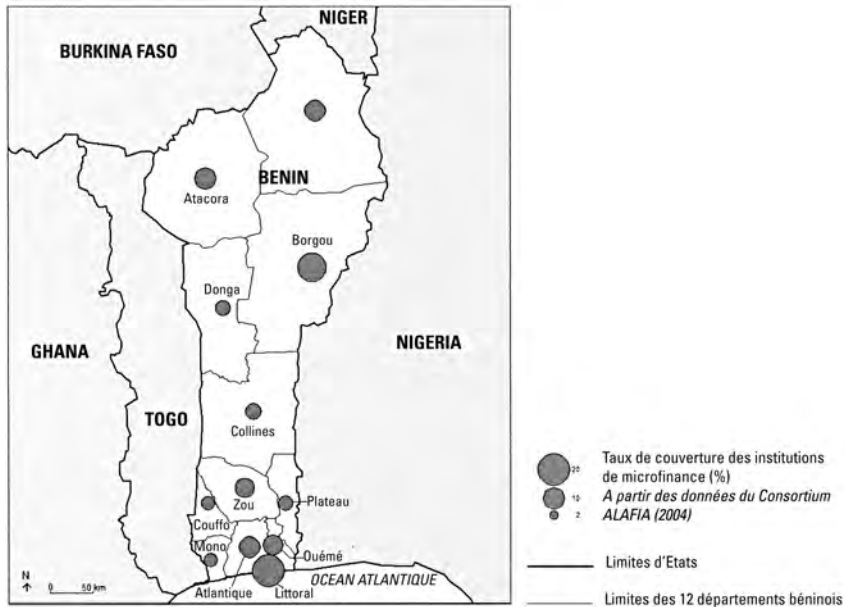 NIGER
BURKINA FASO
BENIN
Atacora
Borgou
Donga
GHANA
NIGERIA
TOGO
Collines
Zou
Plateau
Couffo
Mono
Ouémé
Atlantique
Littoral
OCEAN ATLANTIQUE
N
0 50 km
20
Taux de couverture des institutions
de microfinance (%)
10
A partir des données du Consortium
2
ALAFIA (2004)
Limites d'Etats
Limites des 12 départements béninois